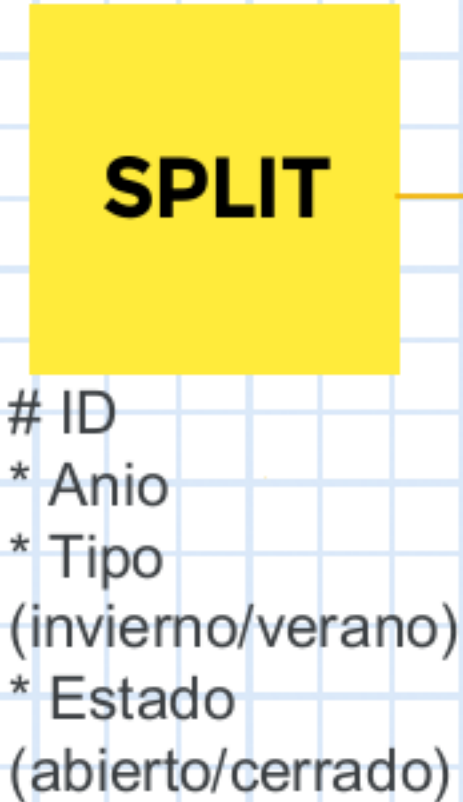 SPLIT
# ID
* Anio
* Tipo
(invierno/verano)
* Estado
(abierto/cerrado)